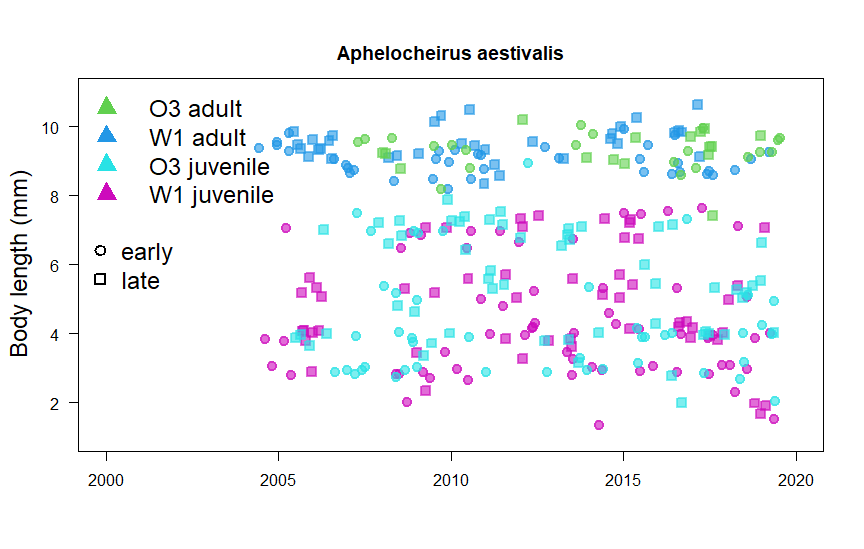 Aphelocheirus aestivalis
Body length (mm)
10
8
6
4
2
O3 adult
W1 adult
O3 juvenile
W1 juvenile
early
late
2000 2005 2010 2015 2020